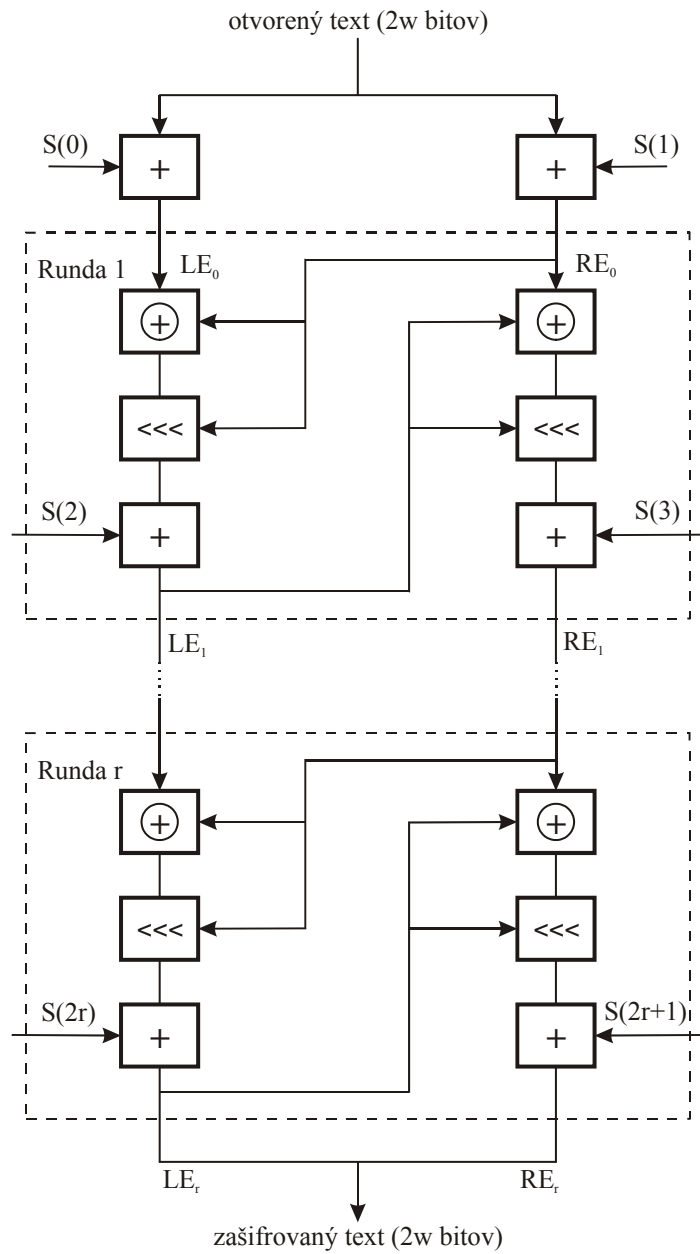 otvorený text (2w bitov)
S(0)
S(1)
+
+
Runda 1
LE₀
RE₀
+
+
<<<
<<<
S(2)
S(3)
+
+
LE₁
RE₁
Runda r
+
+
<<<
<<<
S(2r)
S(2r+1)
+
+
LEᵣ
REᵣ
zašifrovaný text (2w bitov)